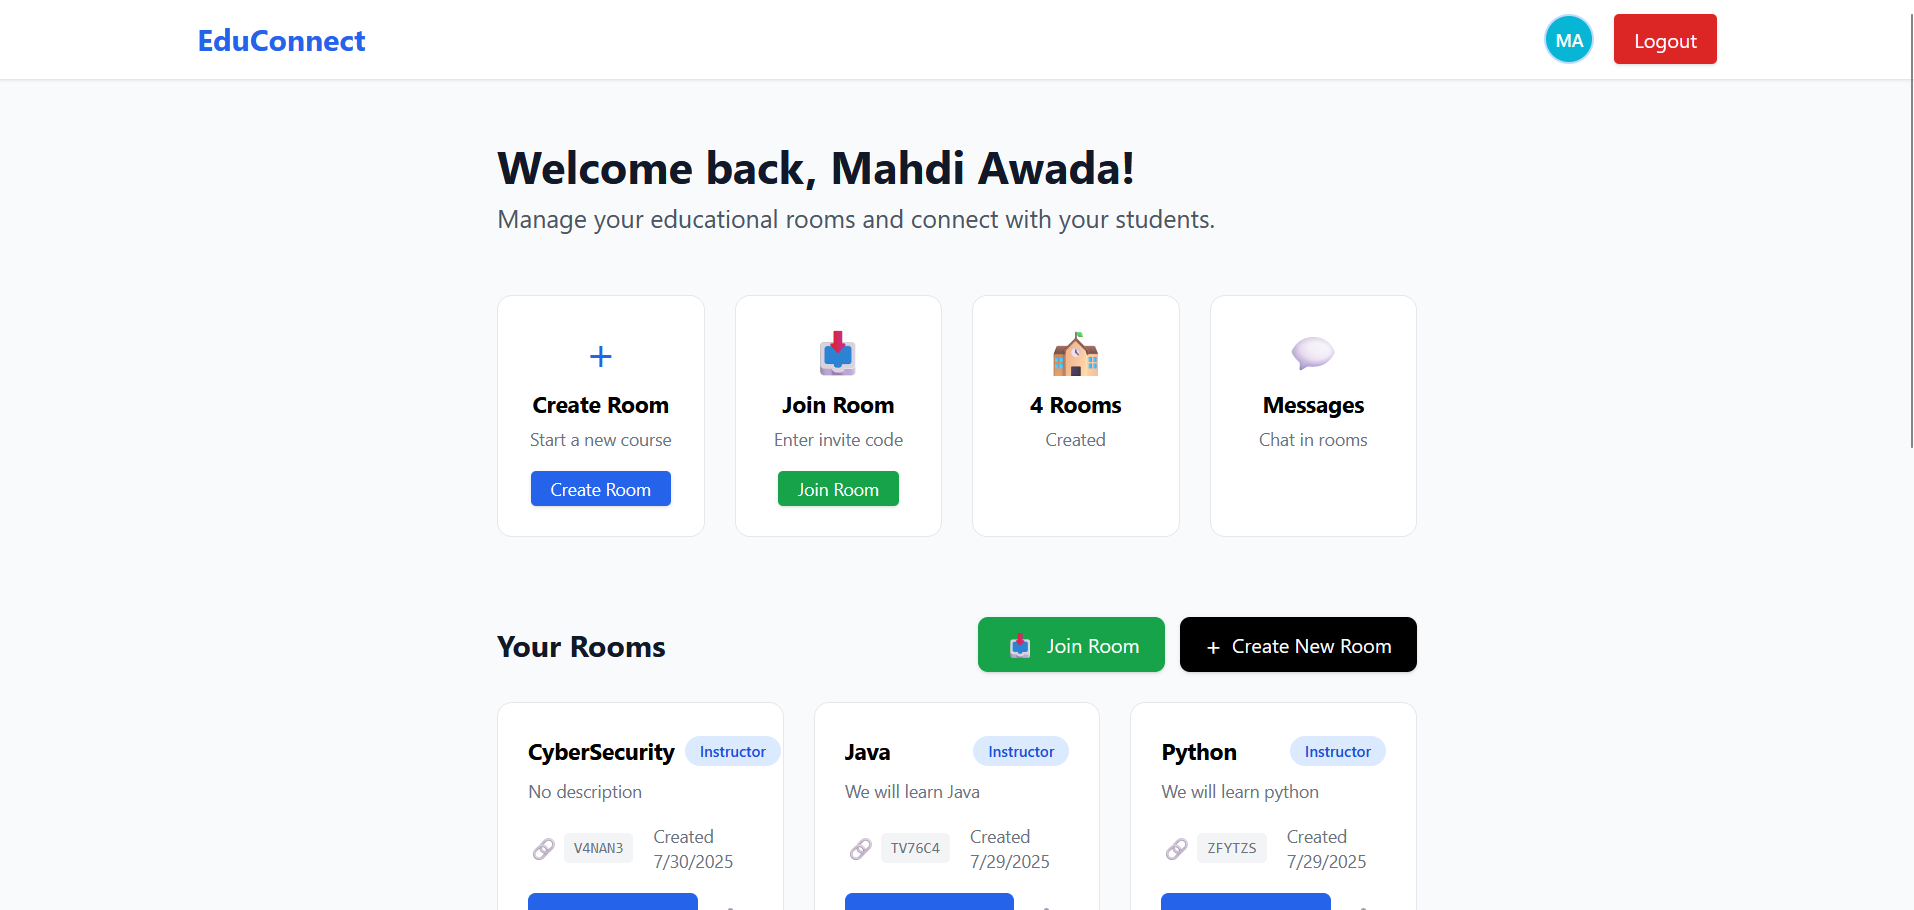 EduConnect
MA
Logout
Welcome back, Mahdi Awada!
Manage your educational rooms and connect with your students.
+
Create Room
Start a new course
Create Room
Join Room
Enter invite code
Join Room
4 Rooms
Created
Messages
Chat in rooms
Your Rooms
Join Room
+ Create New Room
CyberSecurity
Instructor
No description
V4NAN3
Created
7/30/2025
Java
Instructor
We will learn Java
TV76C4
Created
7/29/2025
Python
Instructor
We will learn python
ZFYTZS
Created
7/29/2025